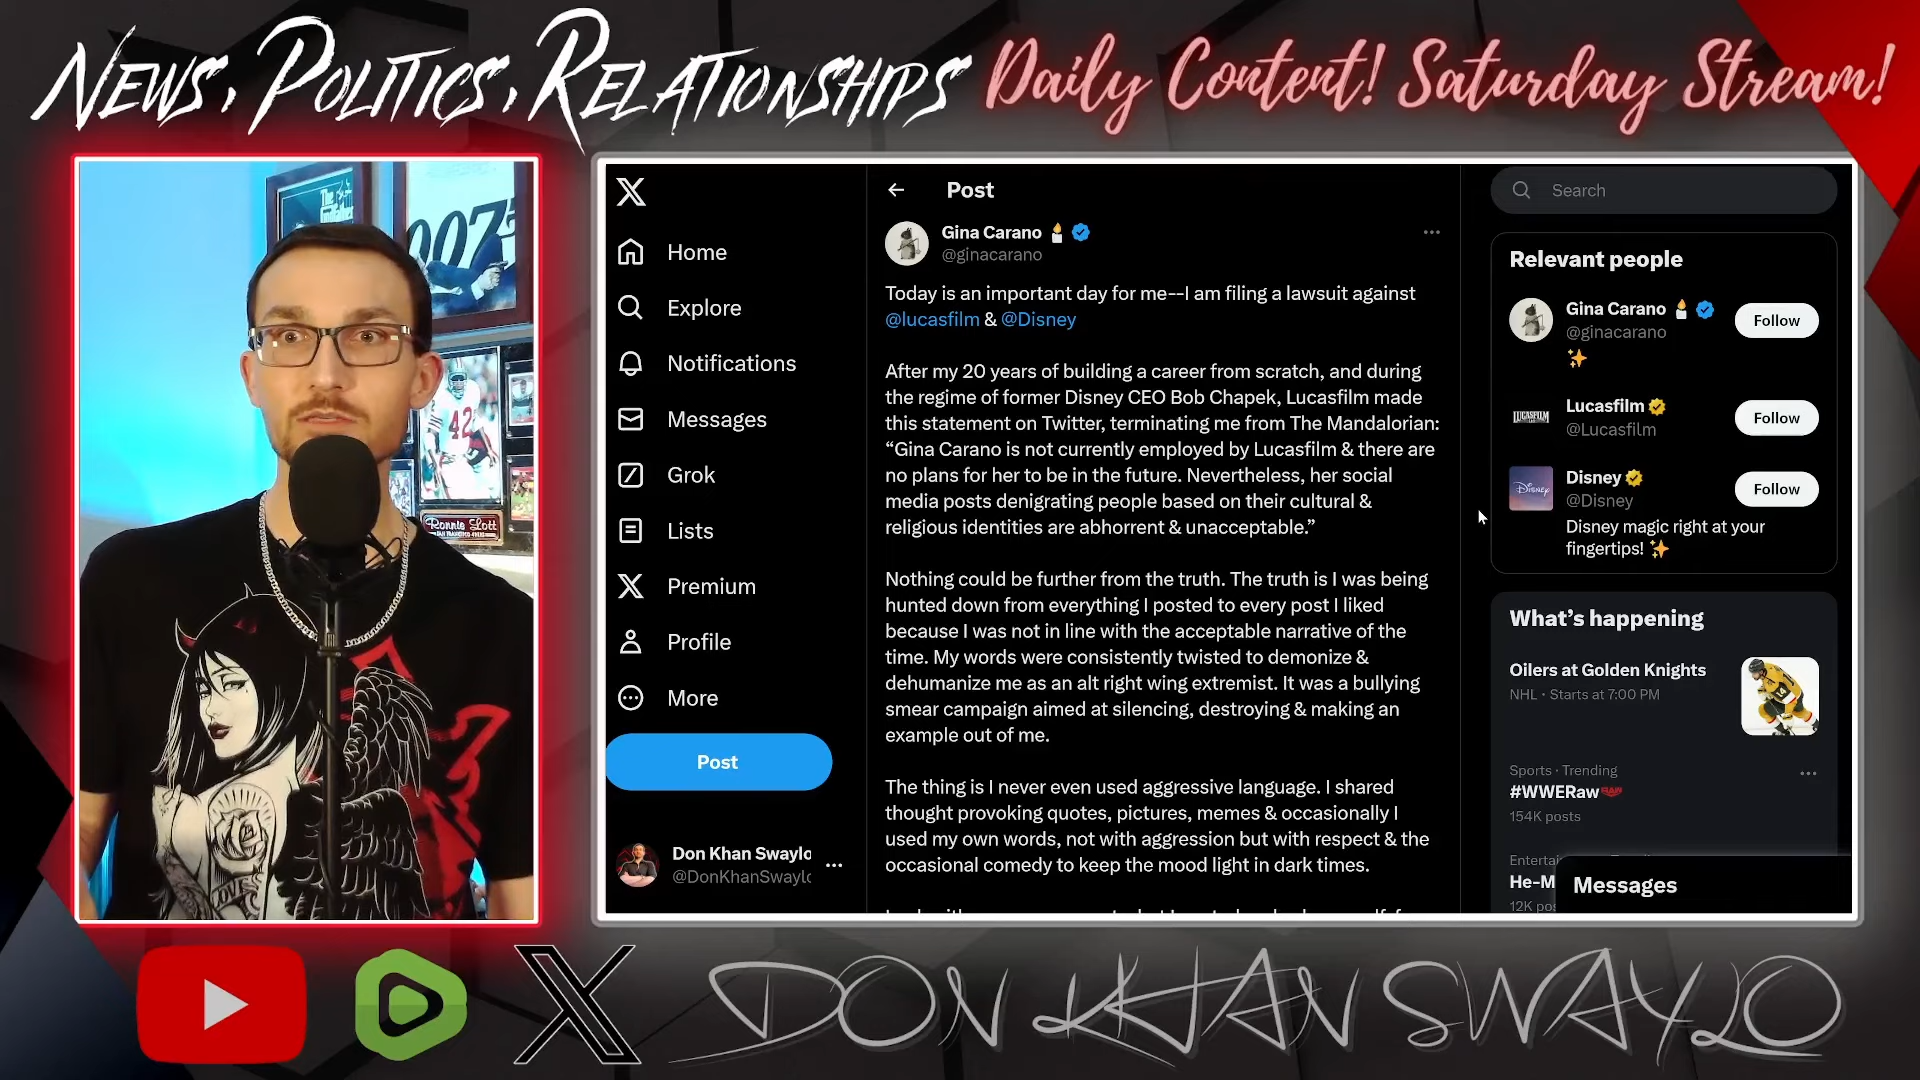 NEWS, POLITICS, RELATIONSHIPS
Daily Content! Saturday Stream!
The
007
42
Ronnie Lott
Home
Explore
Notifications
Messages
Grok
Lists
Premium
Profile
More
Post
Don Khan Swaylo
@DonKhanSwaylo
Post
Gina Carano
@ginacarano
Today is an important day for me--I am filing a lawsuit against
@lucasfilm & @Disney
After my 20 years of building a career from scratch, and during
the regime of former Disney CEO Bob Chapek, Lucasfilm made
this statement on Twitter, terminating me from The Mandalorian:
“Gina Carano is not currently employed by Lucasfilm & there are
no plans for her to be in the future. Nevertheless, her social
media posts denigrating people based on their cultural &
religious identities are abhorrent & unacceptable.”
Nothing could be further from the truth. The truth is I was being
hunted down from everything I posted to every post I liked
because I was not in line with the acceptable narrative of the
time. My words were consistently twisted to demonize &
dehumanize me as an alt right wing extremist. It was a bullying
smear campaign aimed at silencing, destroying & making an
example out of me.
The thing is I never even used aggressive language. I shared
thought provoking quotes, pictures, memes & occasionally I
used my own words, not with aggression but with respect & the
occasional comedy to keep the mood light in dark times.
Search
Relevant people
Gina Carano
@ginacarano
Follow
LUCASFILM
Lucasfilm
@Lucasfilm
Follow
Disney
Disney
@Disney
Follow
Disney magic right at your
fingertips!
What’s happening
Oilers at Golden Knights
NHL · Starts at 7:00 PM
Sports · Trending
#WWERaw
154K posts
Entertai
He-M
12K pos
Messages
DON KHAN SWAYLO